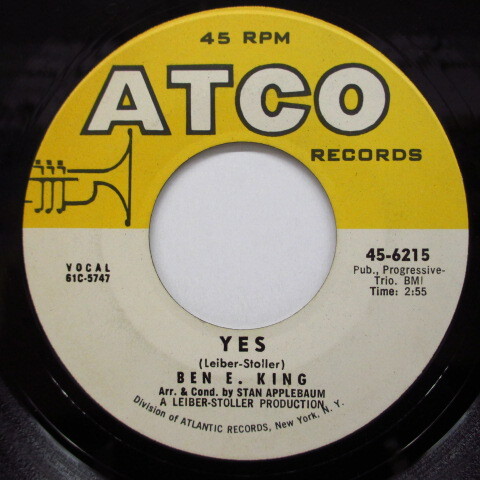 45 RPM
ATCO
RECORDS
VOCAL
61C-5747
45-6215
Pub., Progressive-
Trio. BMI
Time: 2:55
YES
(Leiber-Stoller)
BEN E. KING
Arr. & Cond. by STAN APPLEBAUM
A LEIBER-STOLLER PRODUCTION
Division of ATLANTIC RECORDS, New York, N. Y.